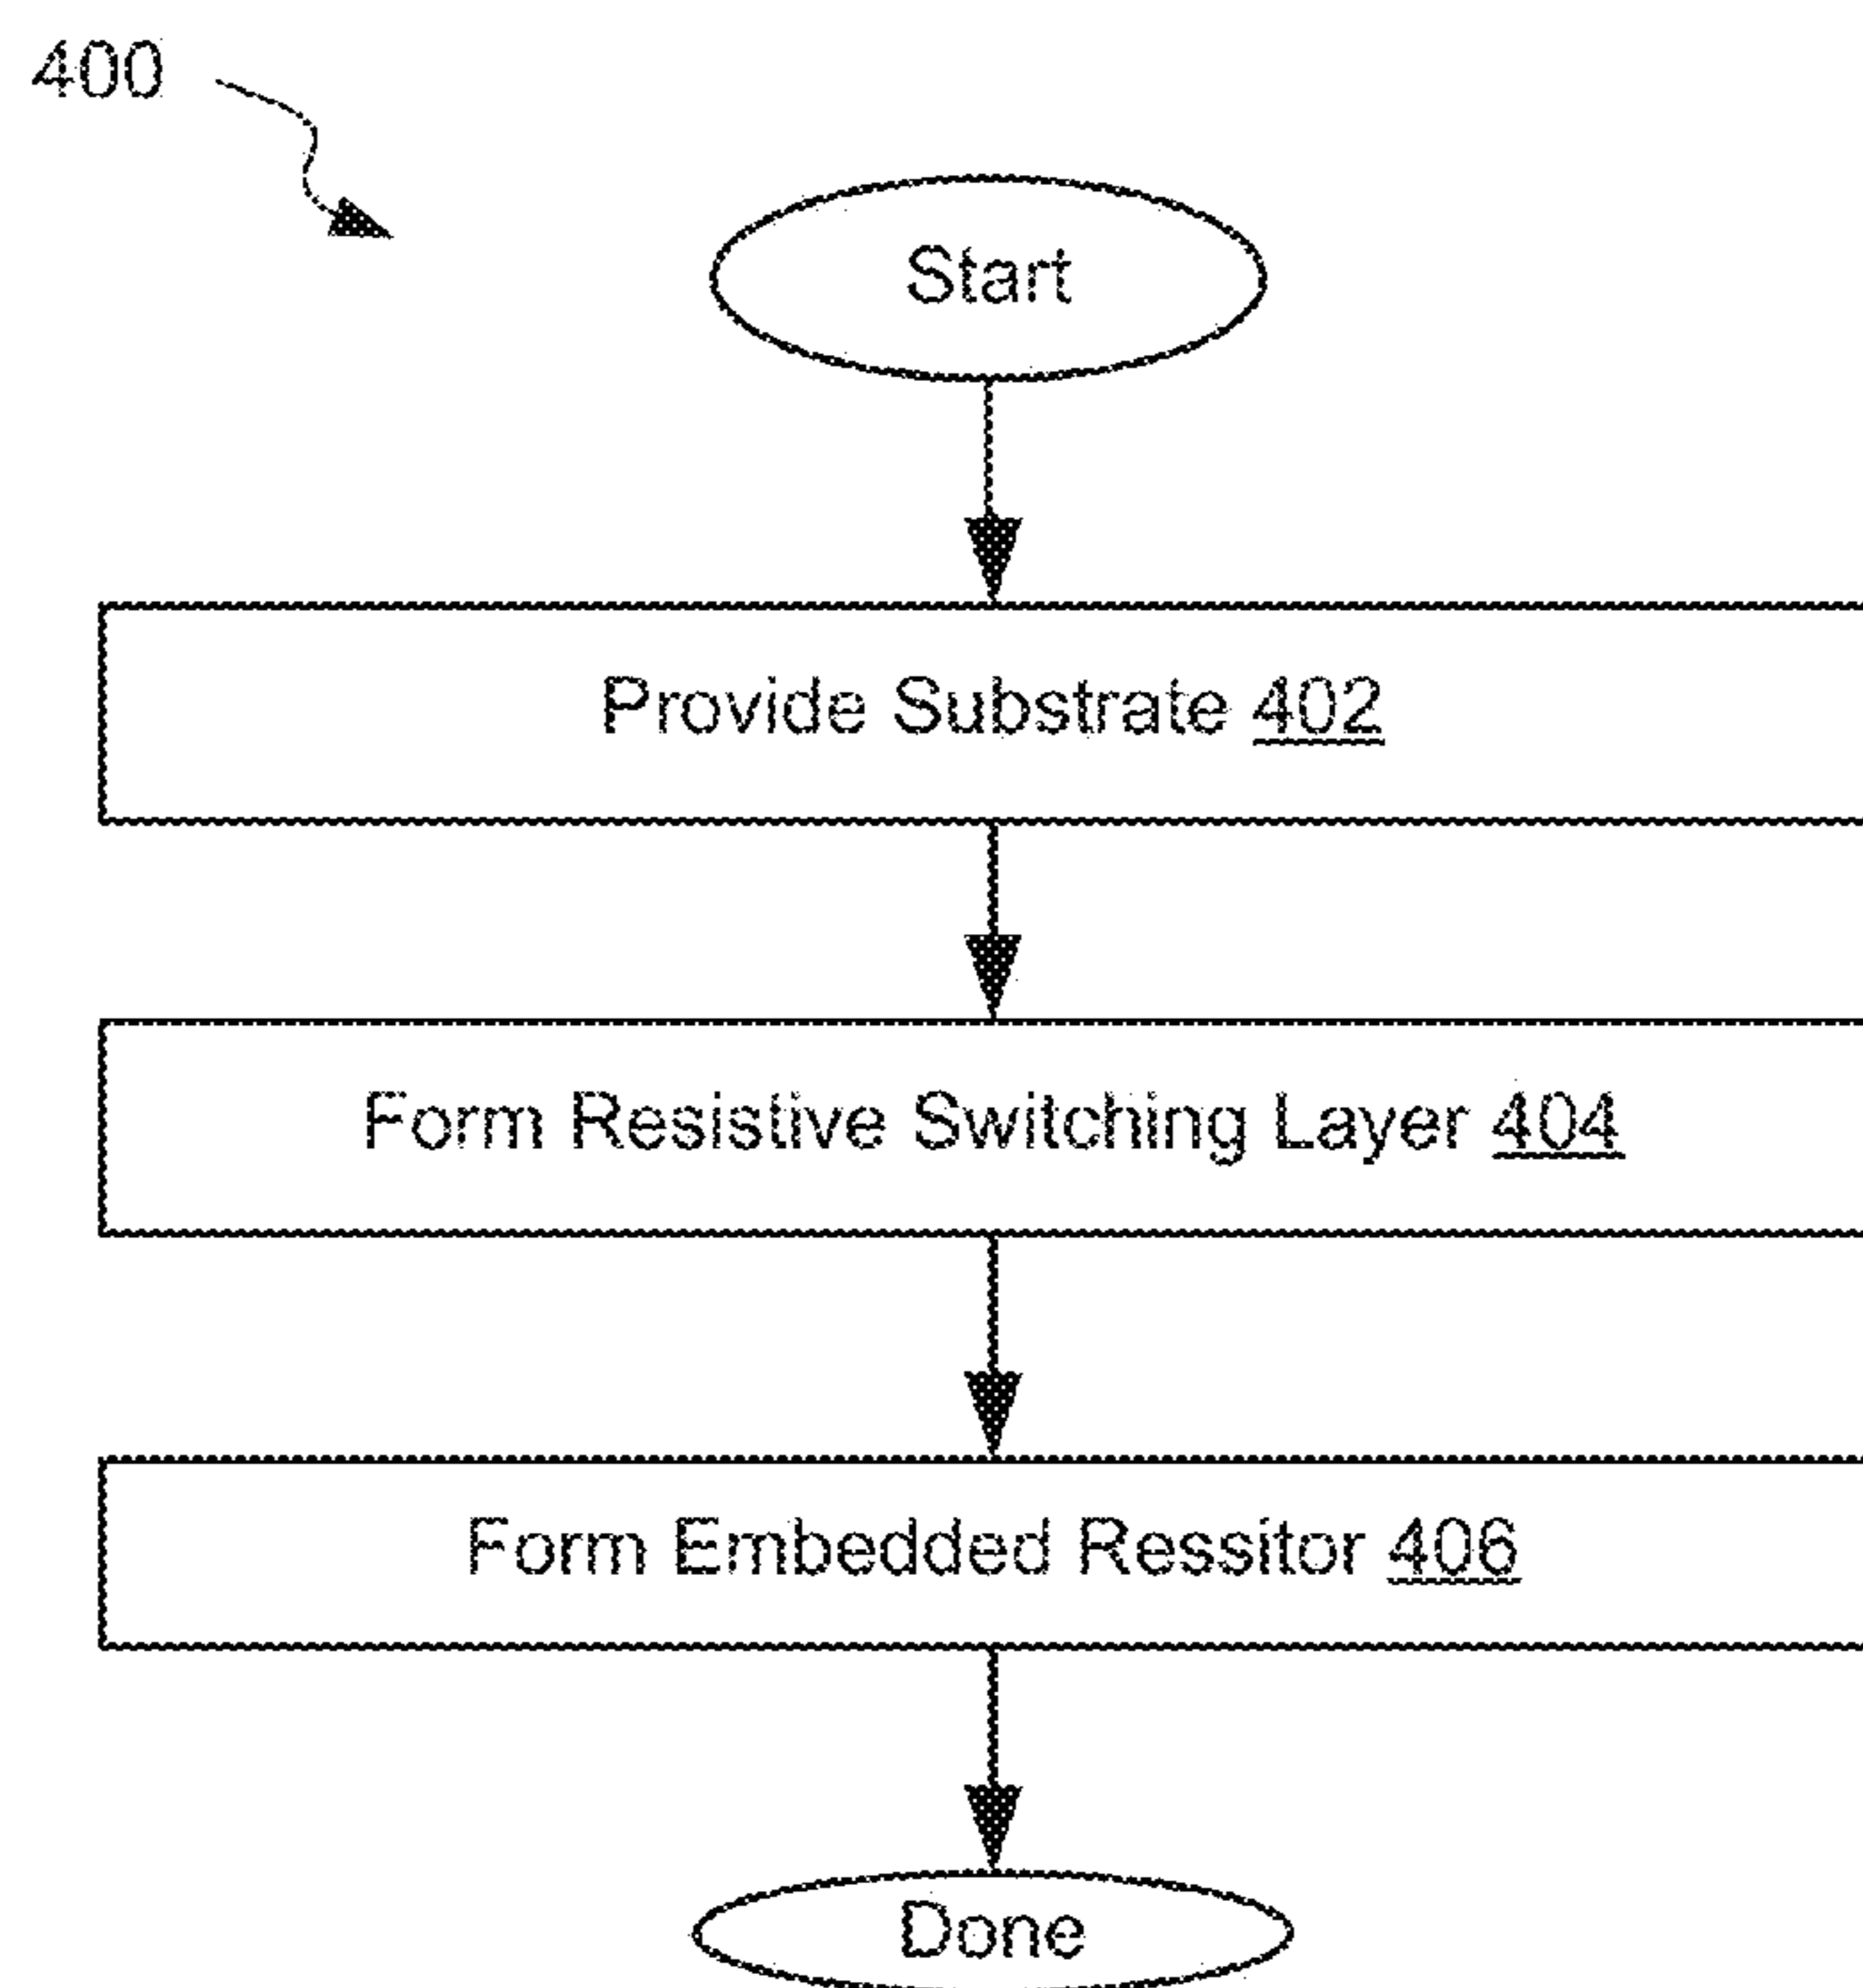 400
Start
Provide Substrate 402
Form Resistive Switching Layer 404
Form Embedded Ressitor 406
Done